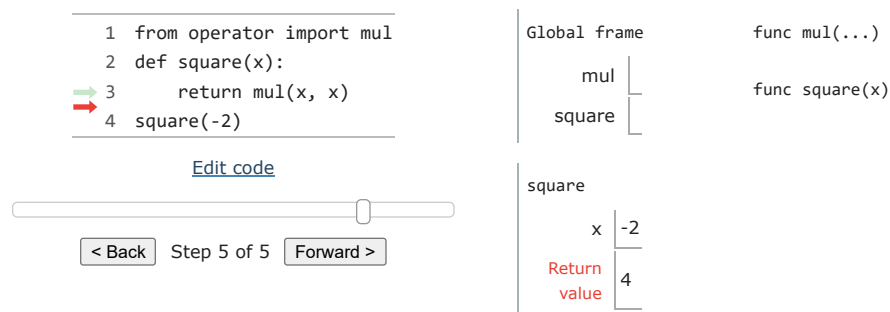 1 from operator import mul
2 def square(x):
3     return mul(x, x)
4 square(-2)
Edit code
< Back Step 5 of 5 Forward >
Global frame
mul
square
func mul(...)
func square(x)
square
x -2
Return
value 4